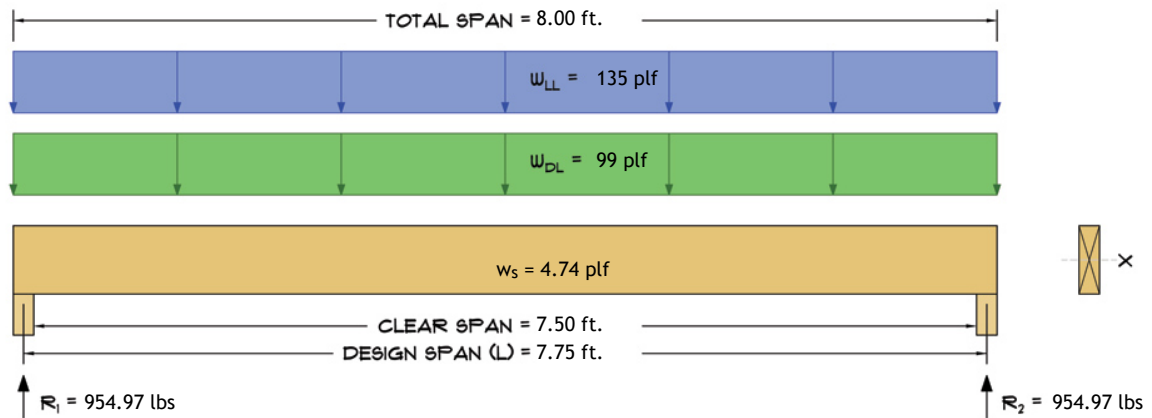 TOTAL SPAN = 8.00 ft.
wLL = 135 plf
wDL = 99 plf
ws = 4.74 plf
X
CLEAR SPAN = 7.50 ft.
DESIGN SPAN (L) = 7.75 ft.
R1 = 954.97 lbs
R2 = 954.97 lbs